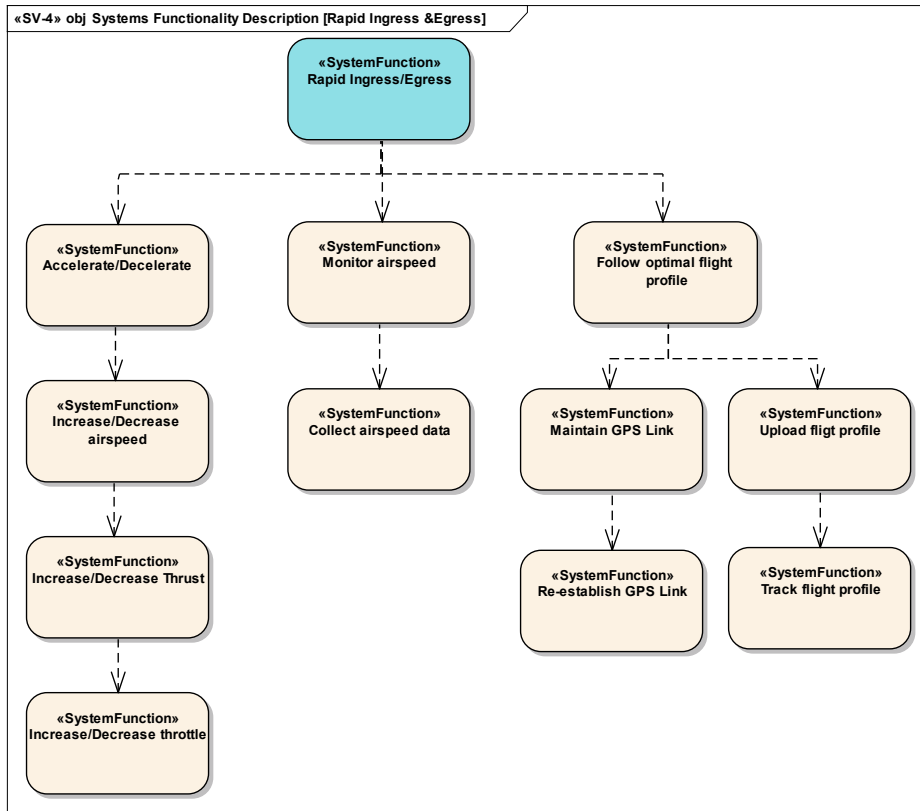 «SV-4» obj Systems Functionality Description [Rapid Ingress &Egress]
«SystemFunction»
Rapid Ingress/Egress
«SystemFunction»
Accelerate/Decelerate
«SystemFunction»
Monitor airspeed
«SystemFunction»
Follow optimal flight
profile
«SystemFunction»
Increase/Decrease
airspeed
«SystemFunction»
Collect airspeed data
«SystemFunction»
Maintain GPS Link
«SystemFunction»
Upload fligt profile
«SystemFunction»
Increase/Decrease Thrust
«SystemFunction»
Re-establish GPS Link
«SystemFunction»
Track flight profile
«SystemFunction»
Increase/Decrease throttle